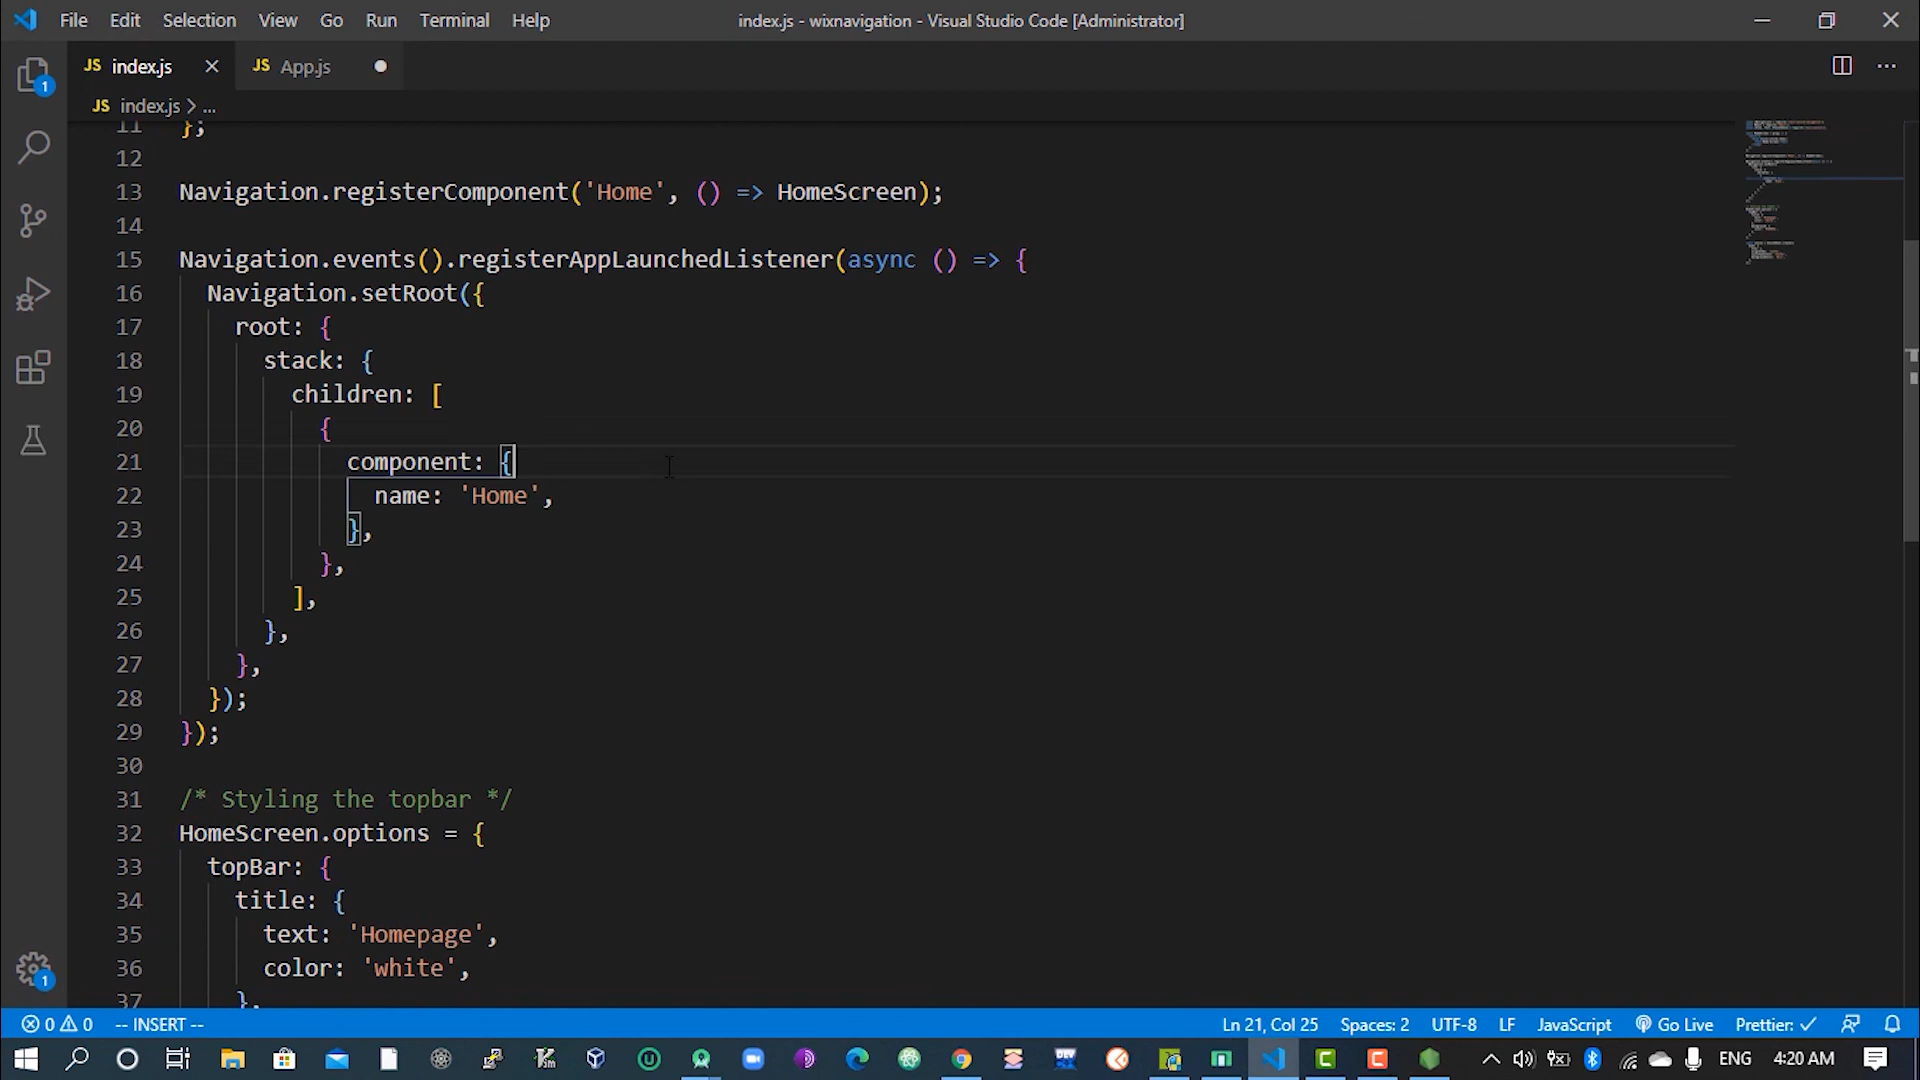 File Edit Selection View Go Run Terminal Help
index.js - wixnavigation - Visual Studio Code [Administrator]
JS index.js
JS App.js
JS index.js > ...
11 };
12
13 Navigation.registerComponent('Home', () => HomeScreen);
14
15 Navigation.events().registerAppLaunchedListener(async () => {
16 Navigation.setRoot({
17 root: {
18 stack: {
19 children: [
20 {
21 component: {
22 name: 'Home',
23 },
24 },
25 ],
26 },
27 },
28 });
29 });
30
31 /* Styling the topbar */
32 HomeScreen.options = {
33 topBar: {
34 title: {
35 text: 'Homepage',
36 color: 'white',
37 },
1
1
0 0 -- INSERT -- Ln 21, Col 25 Spaces: 2 UTF-8 LF JavaScript Go Live Prettier: ✓
ENG 4:20 AM